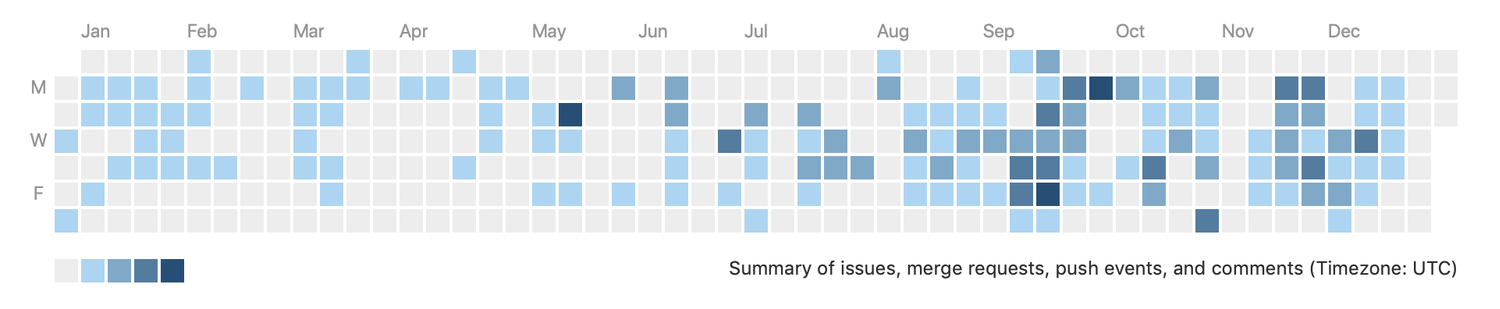 Jan Feb Mar Apr May Jun Jul Aug Sep Oct Nov Dec
M
W
F
Summary of issues, merge requests, push events, and comments (Timezone: UTC)